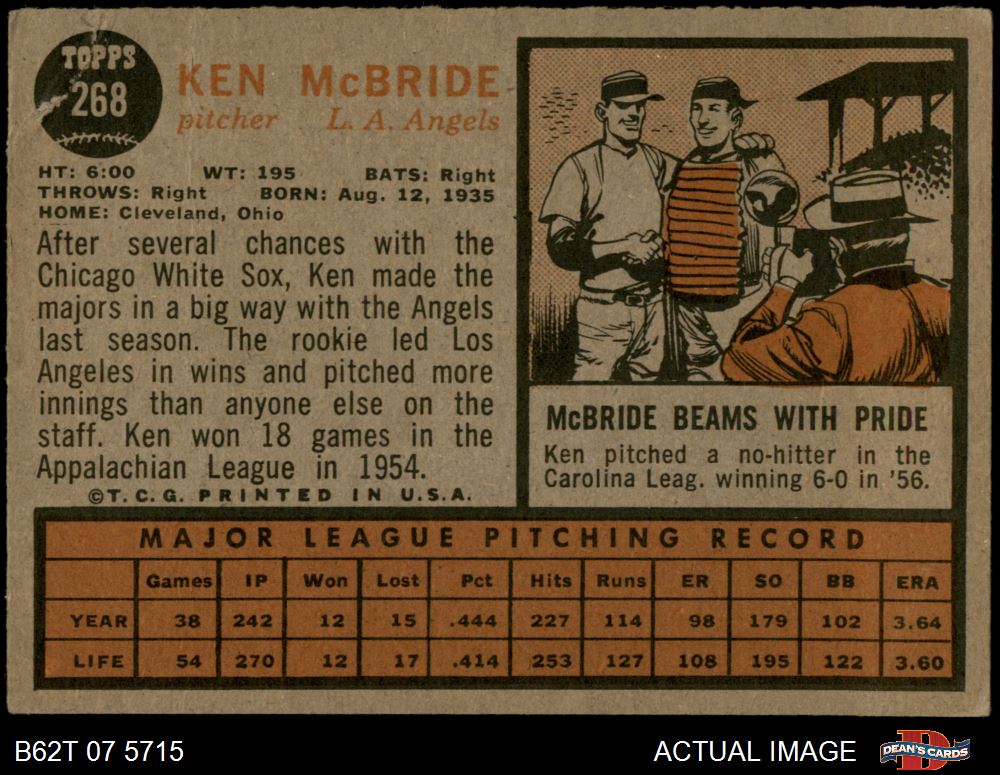 TOPPS
268
KEN McBRIDE
pitcher L. A. Angels
HT: 6:00 WT: 195 BATS: Right
THROWS: Right BORN: Aug. 12, 1935
HOME: Cleveland, Ohio
After several chances with the
Chicago White Sox, Ken made the
majors in a big way with the Angels
last season. The rookie led Los
Angeles in wins and pitched more
innings than anyone else on the
staff. Ken won 18 games in the
Appalachian League in 1954.
©T. C. G. PRINTED IN U. S. A.
McBRIDE BEAMS WITH PRIDE
Ken pitched a no-hitter in the
Carolina Leag. winning 6-0 in '56.
MAJOR LEAGUE PITCHING RECORD
Games IP Won Lost Pct Hits Runs ER SO BB ERA
YEAR 38 242 12 15 .444 227 114 98 179 102 3.64
LIFE 54 270 12 17 .414 253 127 108 195 122 3.60
B62T 07 5715 ACTUAL IMAGE D DEAN'S CARDS